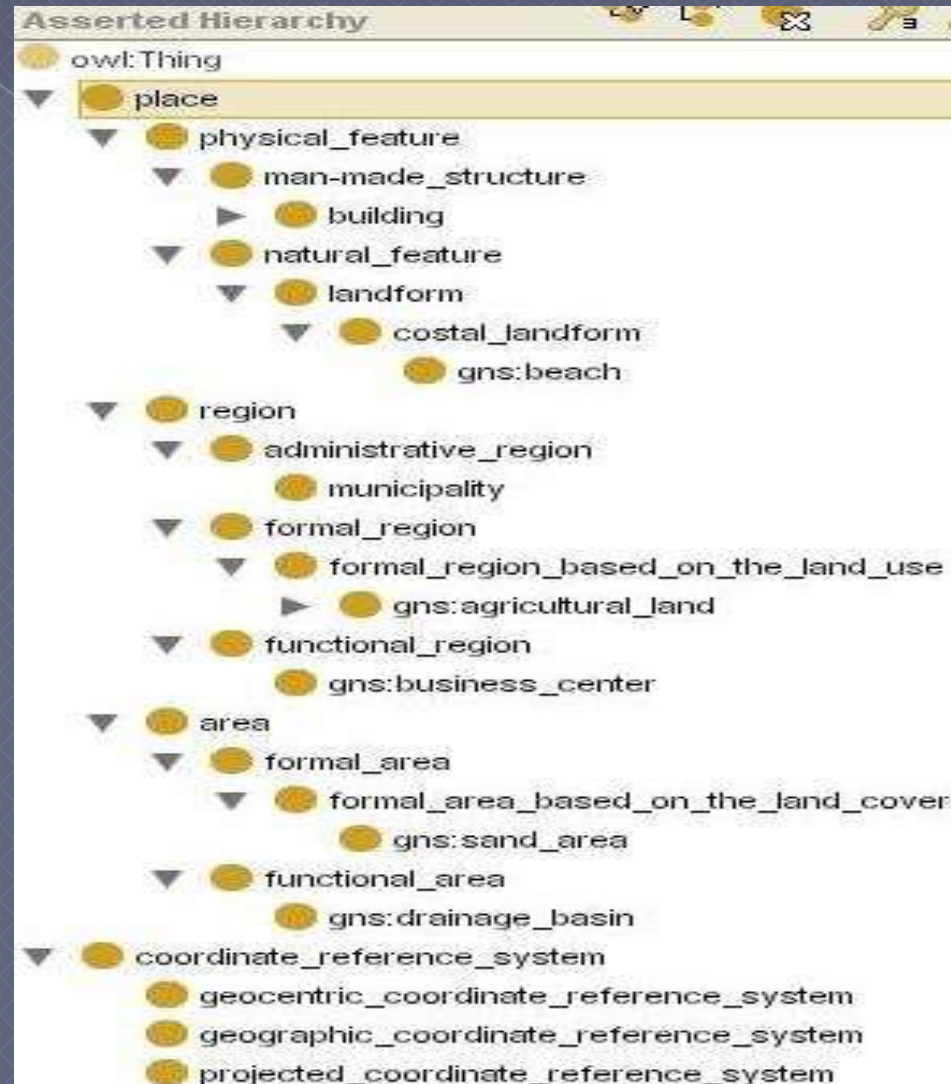 Asserted Hierarchy
owl:Thing
place
physical_feature
man-made_structure
building
natural_feature
landform
costal_landform
gns:beach
region
administrative_region
municipality
formal_region
formal_region_based_on_the_land_use
gns:agricultural_land
functional_region
gns:business_center
area
formal_area
formal_area_based_on_the_land_cover
gns:sand_area
functional_area
gns:drainage_basin
coordinate_reference_system
geocentric_coordinate_reference_system
geographic_coordinate_reference_system
projected_coordinate_reference_system